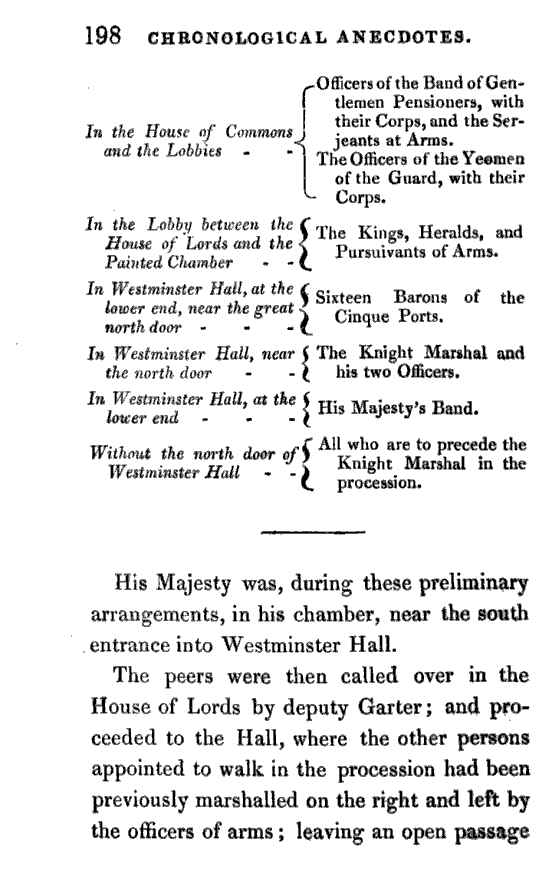 198 CHRONOLOGICAL ANECDOTES.
In the House of Commons
and the Lobbies - -
Officers of the Band of Gen-
tlemen Pensioners, with
their Corps, and the Ser-
jeants at Arms.
The Officers of the Yeomen
of the Guard, with their
Corps.
In the Lobby between the
House of Lords and the
Painted Chamber - -
The Kings, Heralds, and
Pursuivants of Arms.
In Westminster Hall, at the
lower end, near the great
north door - - -
Sixteen Barons of the
Cinque Ports.
In Westminster Hall, near
the north door - -
The Knight Marshal and
his two Officers.
In Westminster Hall, at the
lower end - - -
His Majesty's Band.
Without the north door of
Westminster Hall - -
All who are to precede the
Knight Marshal in the
procession.
His Majesty was, during these preliminary
arrangements, in his chamber, near the south
entrance into Westminster Hall.
The peers were then called over in the
House of Lords by deputy Garter; and pro-
ceeded to the Hall, where the other persons
appointed to walk in the procession had been
previously marshalled on the right and left by
the officers of arms; leaving an open passage